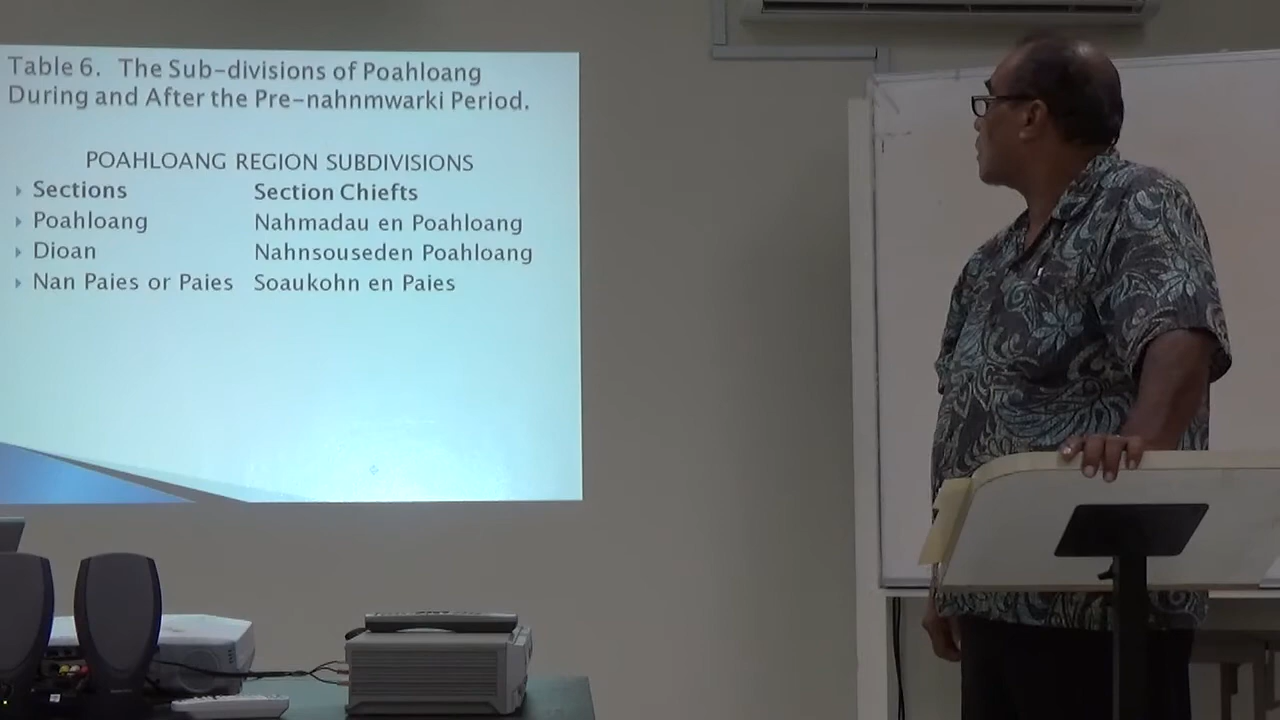 Table 6. The Sub-divisions of Poahloang
During and After the Pre-nahnmwarki Period.
POAHLOANG REGION SUBDIVISIONS
Sections Section Chiefts
Poahloang Nahmadau en Poahloang
Dioan Nahnsouseden Poahloang
Nan Paies or Paies Soaukohn en Paies